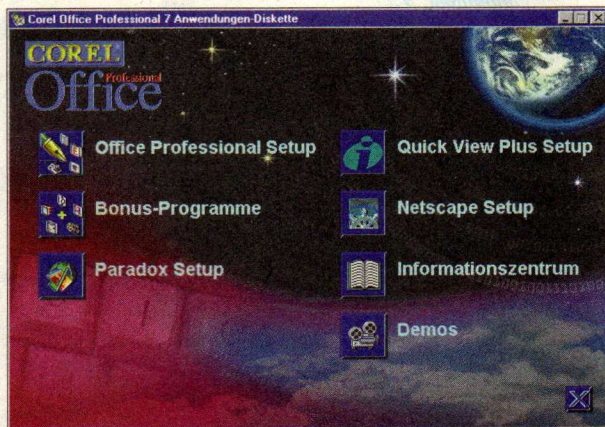 Corel Office Professional 7 Anwendungen-Diskette
COREL
Professional
Office
Office Professional Setup
Bonus-Programme
Paradox Setup
Quick View Plus Setup
Netscape Setup
Informationszentrum
Demos